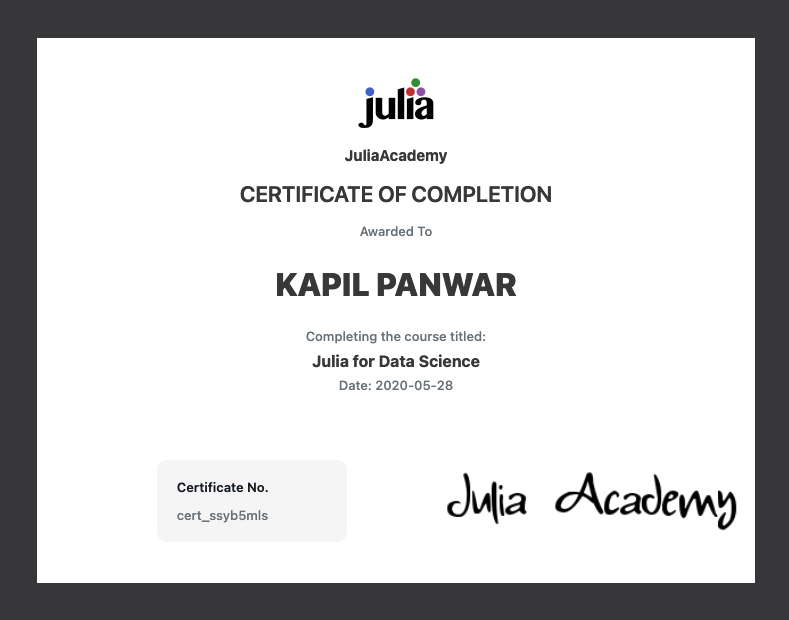 julia
JuliaAcademy
CERTIFICATE OF COMPLETION
Awarded To
KAPIL PANWAR
Completing the course titled:
Julia for Data Science
Date: 2020-05-28
Certificate No.
cert_ssyb5mls
Julia Academy